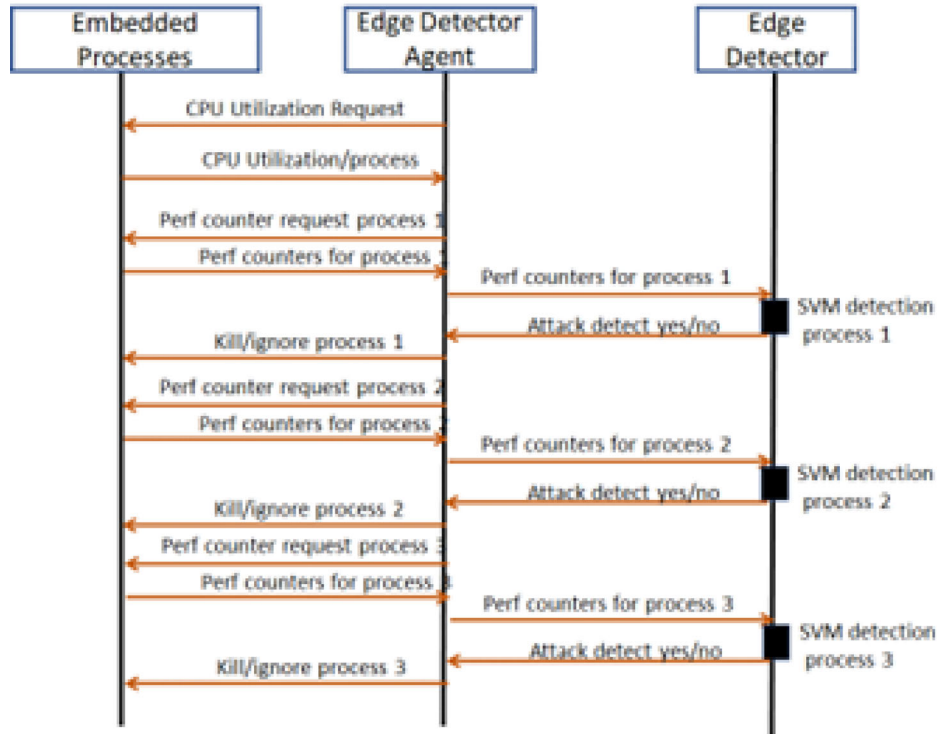 Embedded
Processes
Edge Detector
Agent
Edge
Detector
CPU Utilization Request
CPU Utilization/process
Perf counter request process 1
Perf counters for process 1
Perf counters for process 1
SVM detection
process 1
Attack detect yes/no
Kill/ignore process 1
Perf counter request process 2
Perf counters for process 2
Perf counters for process 2
SVM detection
process 2
Attack detect yes/no
Kill/ignore process 2
Perf counter request process 3
Perf counters for process 3
Perf counters for process 3
SVM detection
process 3
Attack detect yes/no
Kill/ignore process 3